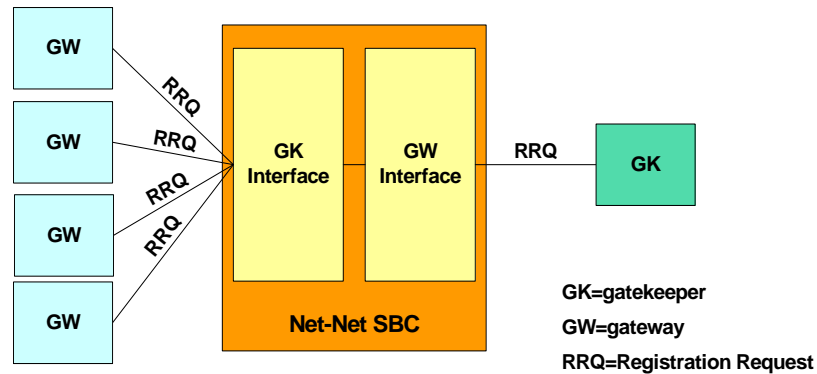 GW
RRQ
GW
RRQ
GW
RRQ
GW
RRQ
GK
Interface
GW
Interface
Net-Net SBC
RRQ
GK
GK=gatekeeper
GW=gateway
RRQ=Registration Request